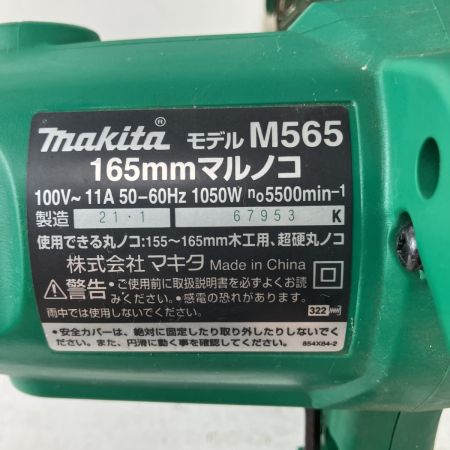 makita® モデル M565
165mmマルノコ
100V~ 11A 50-60Hz 1050W n₀5500min⁻¹
製造 21・1 67953 K
使用できる丸ノコ:155~165mm木工用、超硬丸ノコ
株式会社 マキタ Made in China
⚠警告 ・ご使用前に取扱説明書を必ずよくお読
みください。・感電の恐れがあります。
雨中では使用しないでください。 322
・安全カバーは、絶対に固定したり取り外したりしないでく
ださい。また、円滑に動く事を確認してください。 854X84-2